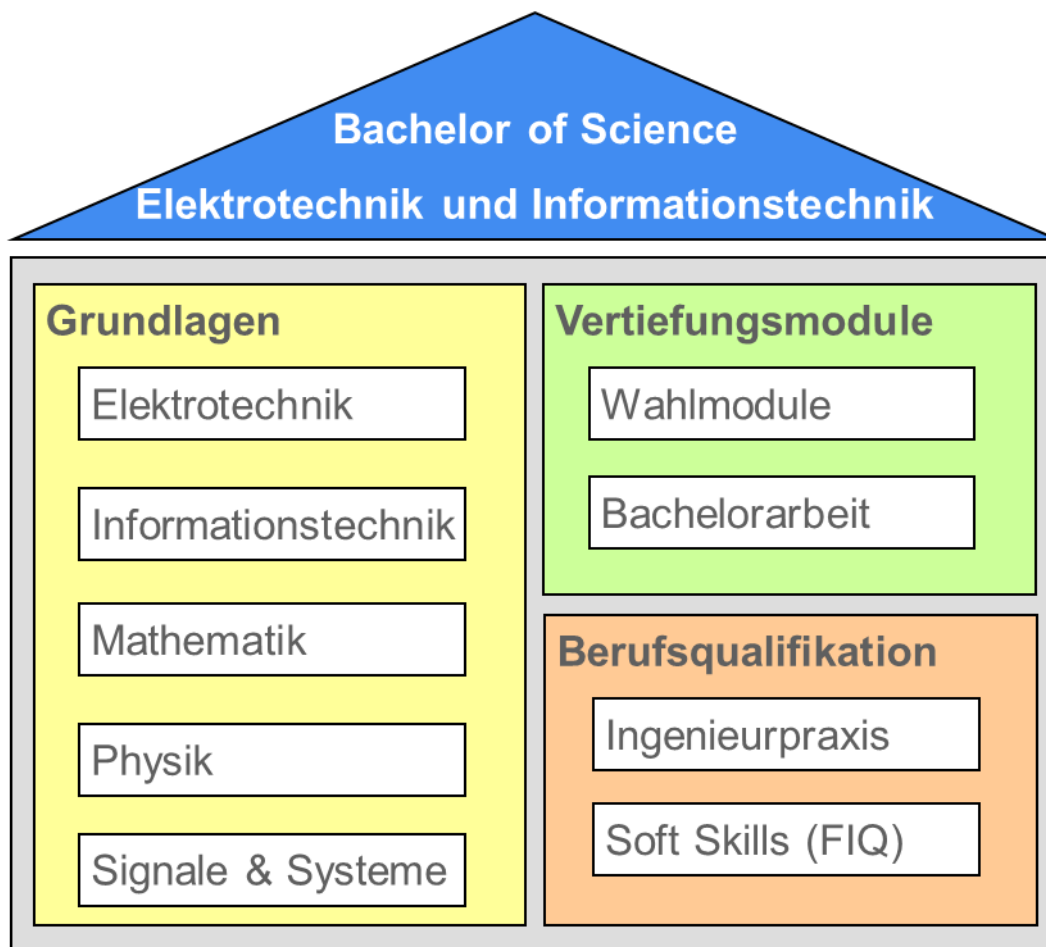 Bachelor of Science
Elektrotechnik und Informationstechnik
Grundlagen
Elektrotechnik
Informationstechnik
Mathematik
Physik
Signale & Systeme
Vertiefungsmodule
Wahlmodule
Bachelorarbeit
Berufsqualifikation
Ingenieurpraxis
Soft Skills (FIQ)